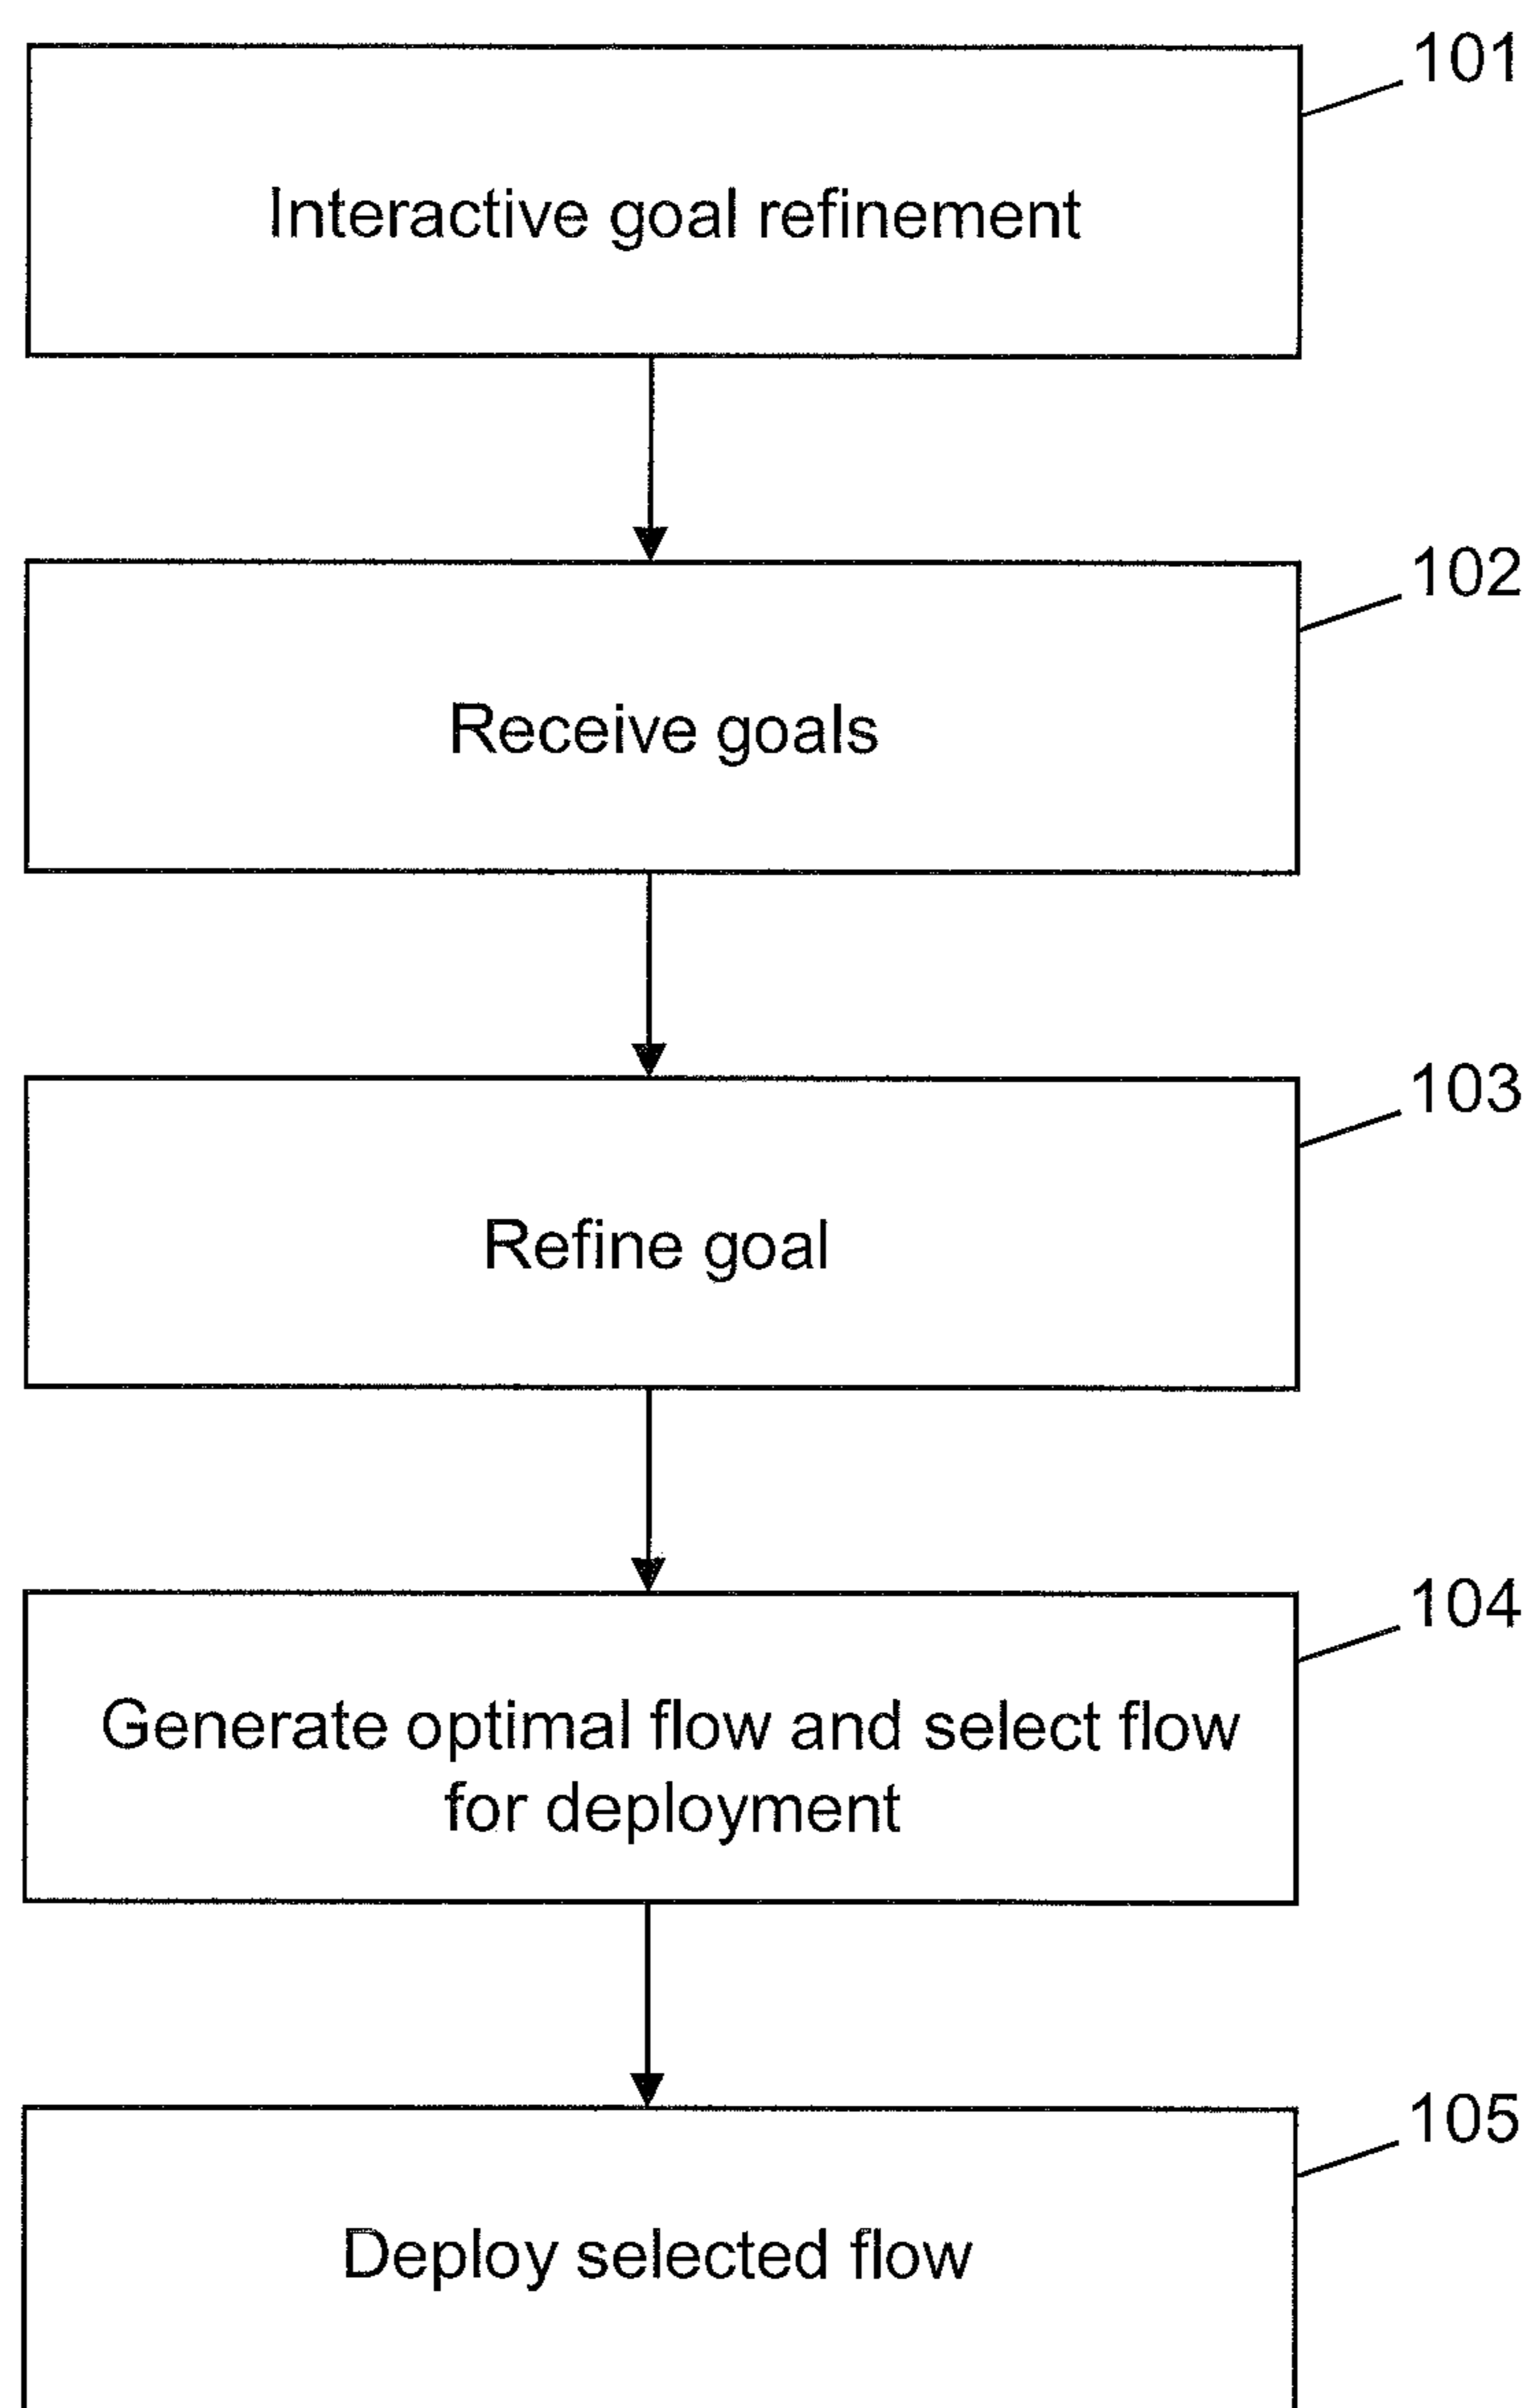 101
Interactive goal refinement
102
Receive goals
103
Refine goal
104
Generate optimal flow and select flow
for deployment
105
Deploy selected flow